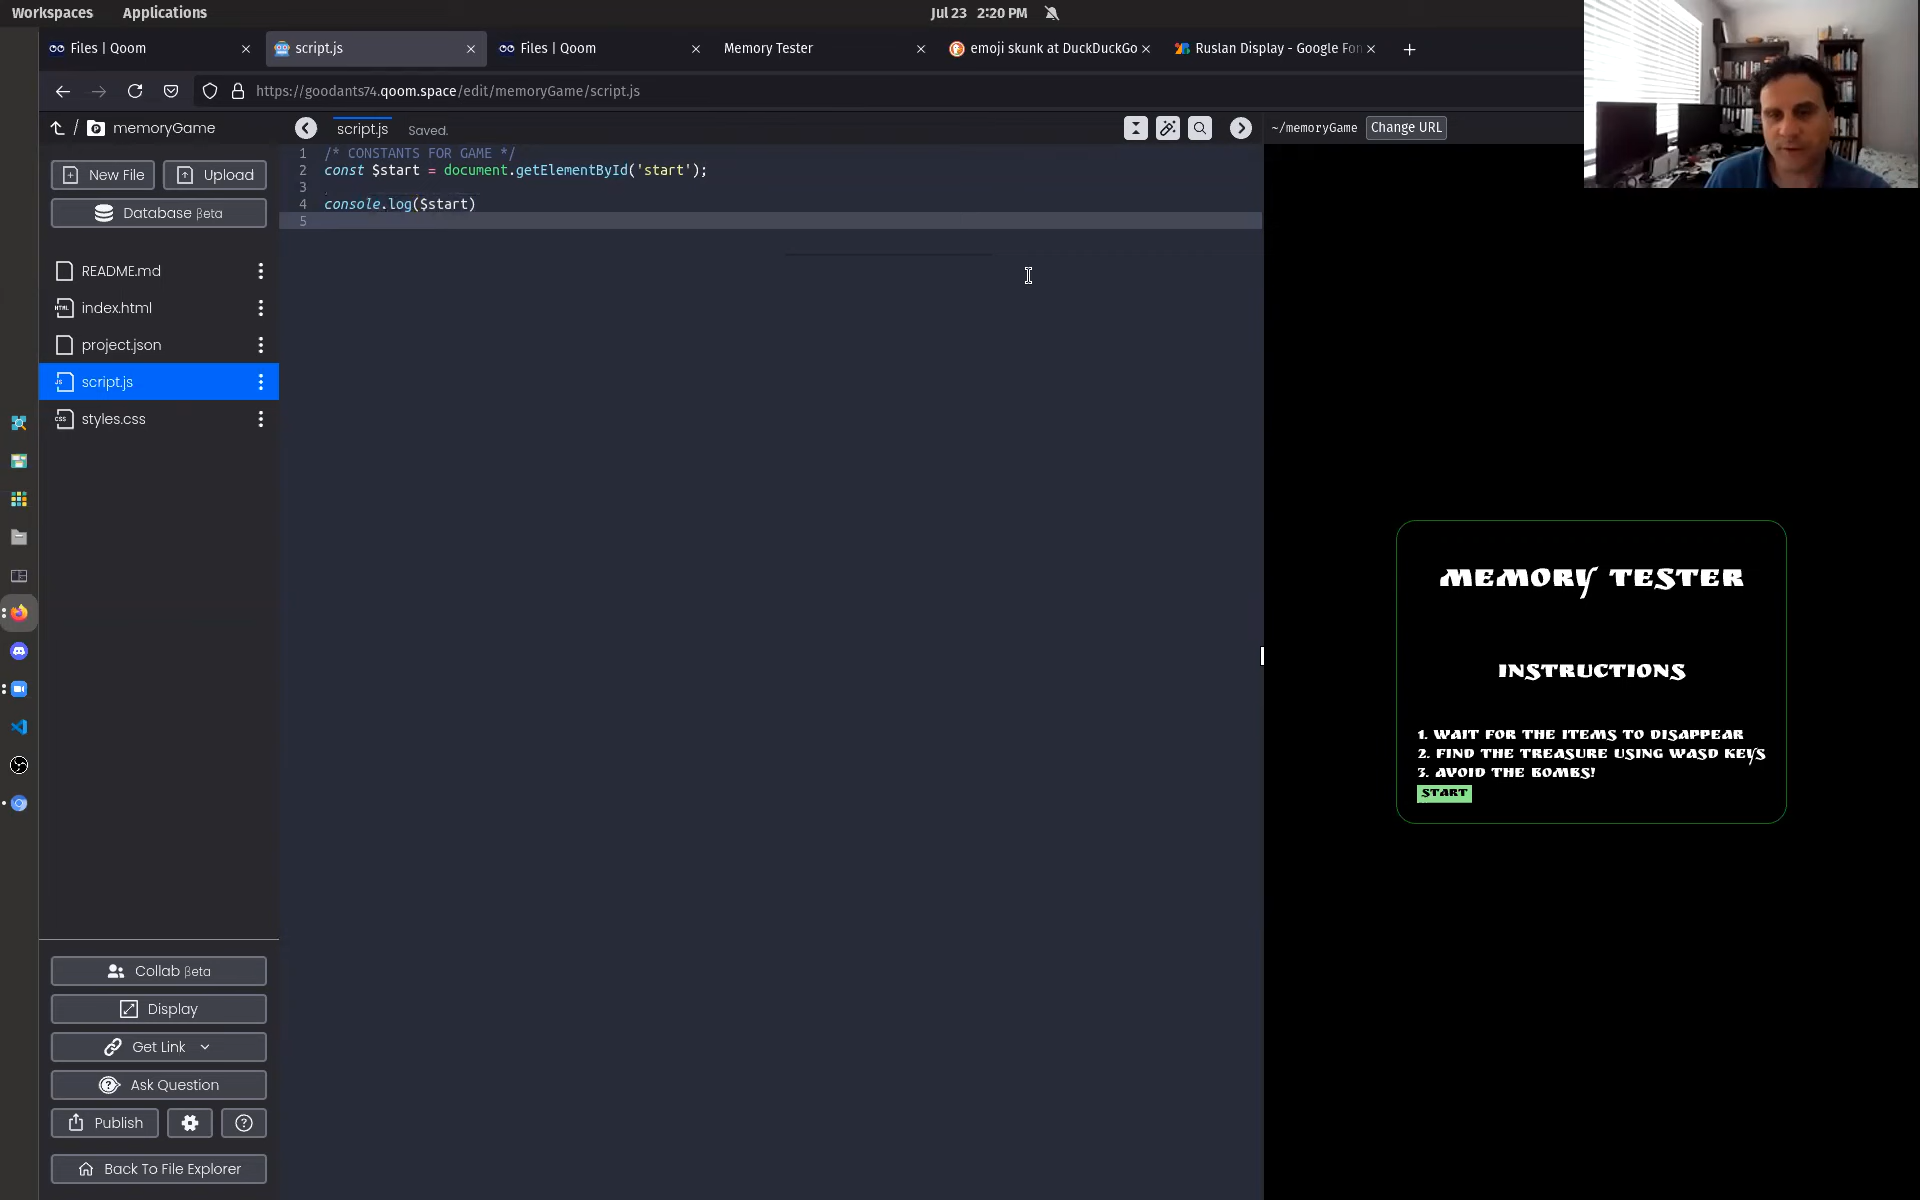 Workspaces Applications Jul 23 2:20 PM
Files | Qoom script.js Files | Qoom Memory Tester emoji skunk at DuckDuckGo Ruslan Display - Google Fon
https://goodants74.qoom.space/edit/memoryGame/script.js
/ memoryGame script.js Saved. ~/memoryGame Change URL
New File Upload
Database βeta
README.md
index.html
project.json
script.js
styles.css
1 /* CONSTANTS FOR GAME */
2 const $start = document.getElementById('start');
3
4 console.log($start)
5
MEMORY TESTER
INSTRUCTIONS
1. WAIT FOR THE ITEMS TO DISAPPEAR
2. FIND THE TREASURE USING WASD KEYS
3. AVOID THE BOMBS!
START
Collab βeta
Display
Get Link
Ask Question
Publish
Back To File Explorer